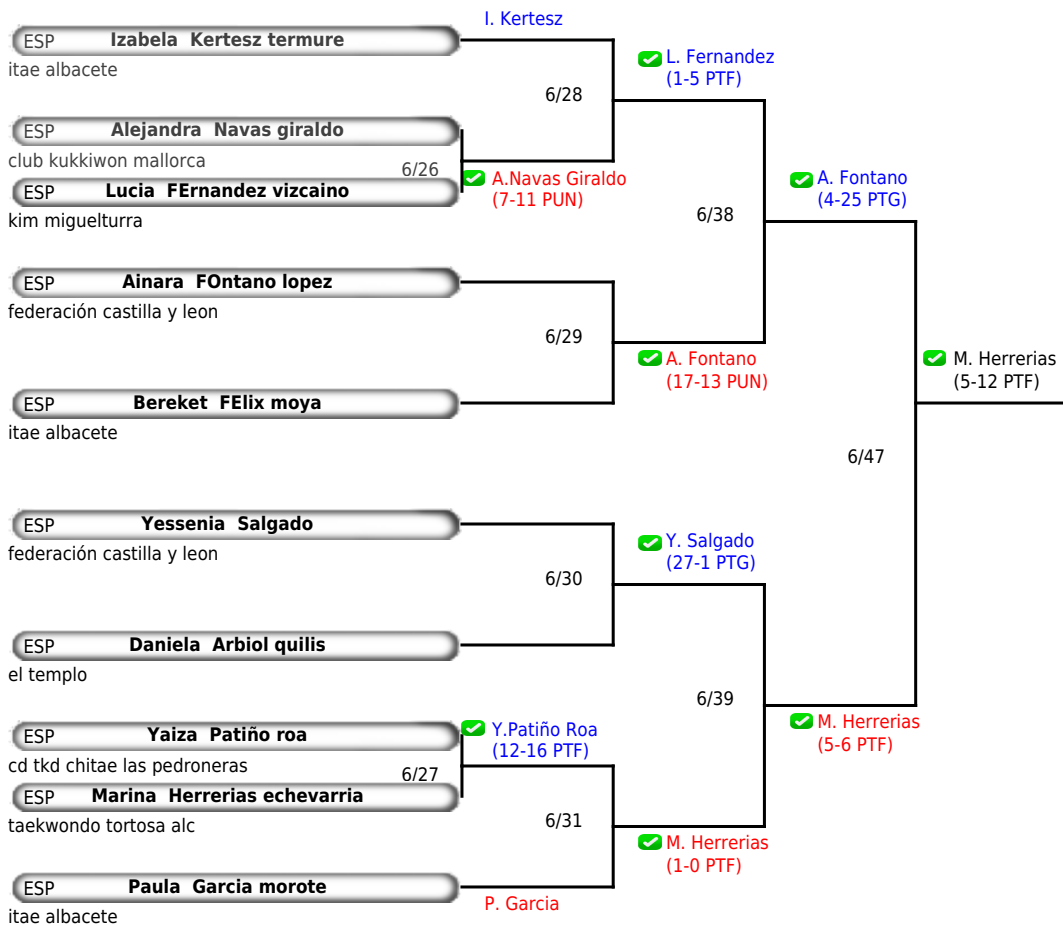 I. Kertesz
ESP Izabela Kertesz termure
itae albacete
L. Fernandez
(1-5 PTF)
6/28
ESP Alejandra Navas giraldo
club kukkiwon mallorca
6/26
A.Navas Giraldo
(7-11 PUN)
A. Fontano
(4-25 PTG)
ESP Lucia FErnandez vizcaino
kim miguelturra
6/38
ESP Ainara FOntano lopez
federación castilla y leon
6/29
A. Fontano
(17-13 PUN)
M. Herrerias
(5-12 PTF)
ESP Bereket FElix moya
itae albacete
6/47
ESP Yessenia Salgado
federación castilla y leon
Y. Salgado
(27-1 PTG)
6/30
ESP Daniela Arbiol quilis
el templo
6/39
M. Herrerias
(5-6 PTF)
ESP Yaiza Patiño roa
cd tkd chitae las pedroneras
Y.Patiño Roa
(12-16 PTF)
6/27
ESP Marina Herrerias echevarria
taekwondo tortosa alc
6/31
M. Herrerias
(1-0 PTF)
ESP Paula Garcia morote
itae albacete
P. Garcia